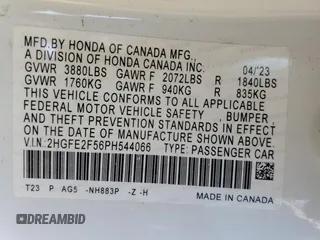 MFD.BY HONDA OF CANADA MFG.,
A DIVISION OF HONDA CANADA INC. 04/'23
GVWR 3880LBS GAWR F 2072LBS R 1840LBS
GVWR 1760KG GAWR F 940KG R 835KG
THIS VEHICLE CONFORMS TO ALL APPLICABLE
FEDERAL MOTOR VEHICLE SAFETY , BUMPER ,
AND THEFT PREVENTION STANDARDS IN EFFECT
ON THE DATE OF MANUFACTURE SHOWN ABOVE.
V.I.N: 2HGFE2F56PH544066 TYPE: PASSENGER CAR
T23 P AG5 -NH883P -Z -H
MADE IN CANADA
©DIRHISTORY.COM